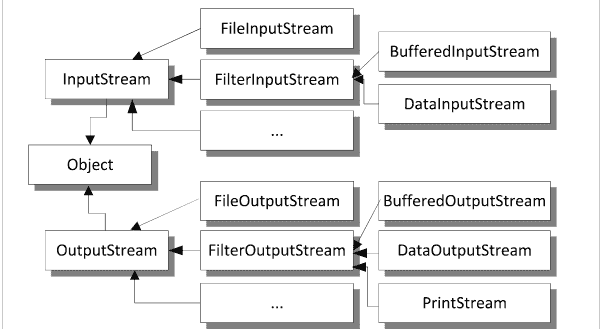 FileInputStream
BufferedInputStream
InputStream
FilterInputStream
DataInputStream
...
Object
FileOutputStream
BufferedOutputStream
OutputStream
FilterOutputStream
DataOutputStream
...
PrintStream